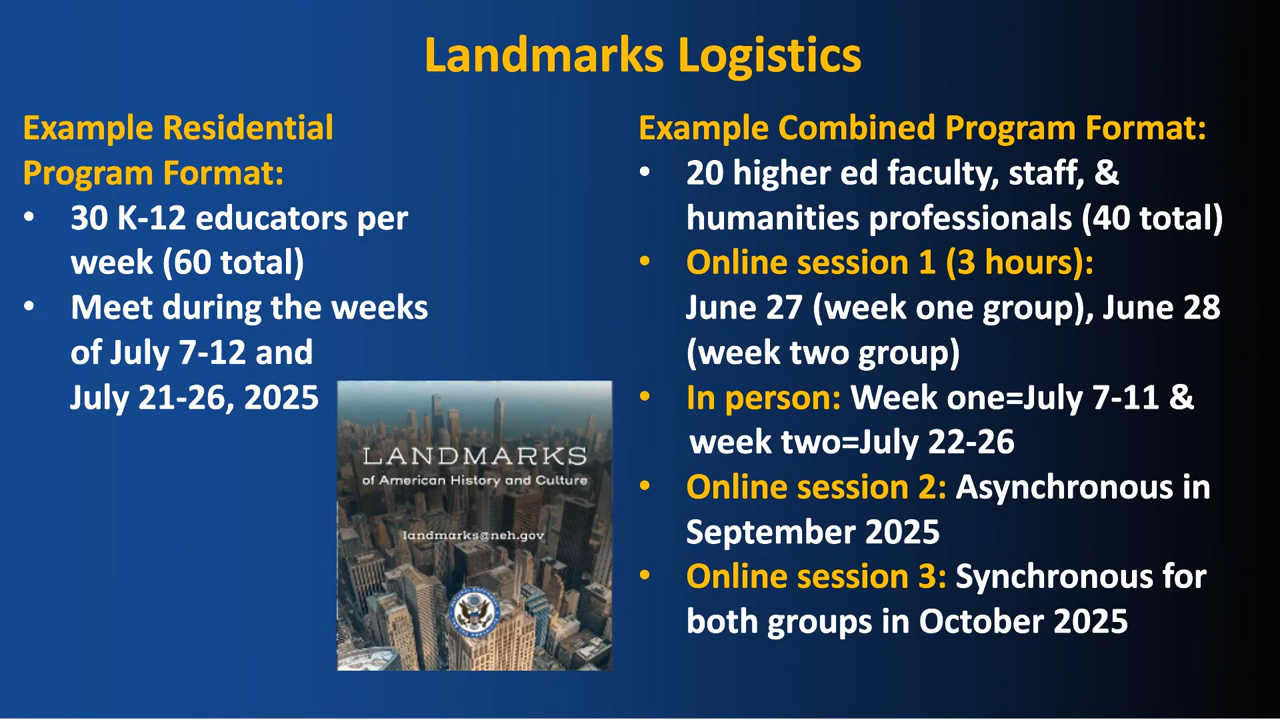 Landmarks Logistics
Example Residential
Program Format:
• 30 K-12 educators per
week (60 total)
• Meet during the weeks
of July 7-12 and
July 21-26, 2025
LANDMARKS
of American History and Culture
landmarks@neh.gov
Example Combined Program Format:
• 20 higher ed faculty, staff, &
humanities professionals (40 total)
• Online session 1 (3 hours):
June 27 (week one group), June 28
(week two group)
• In person: Week one=July 7-11 &
week two=July 22-26
• Online session 2: Asynchronous in
September 2025
• Online session 3: Synchronous for
both groups in October 2025